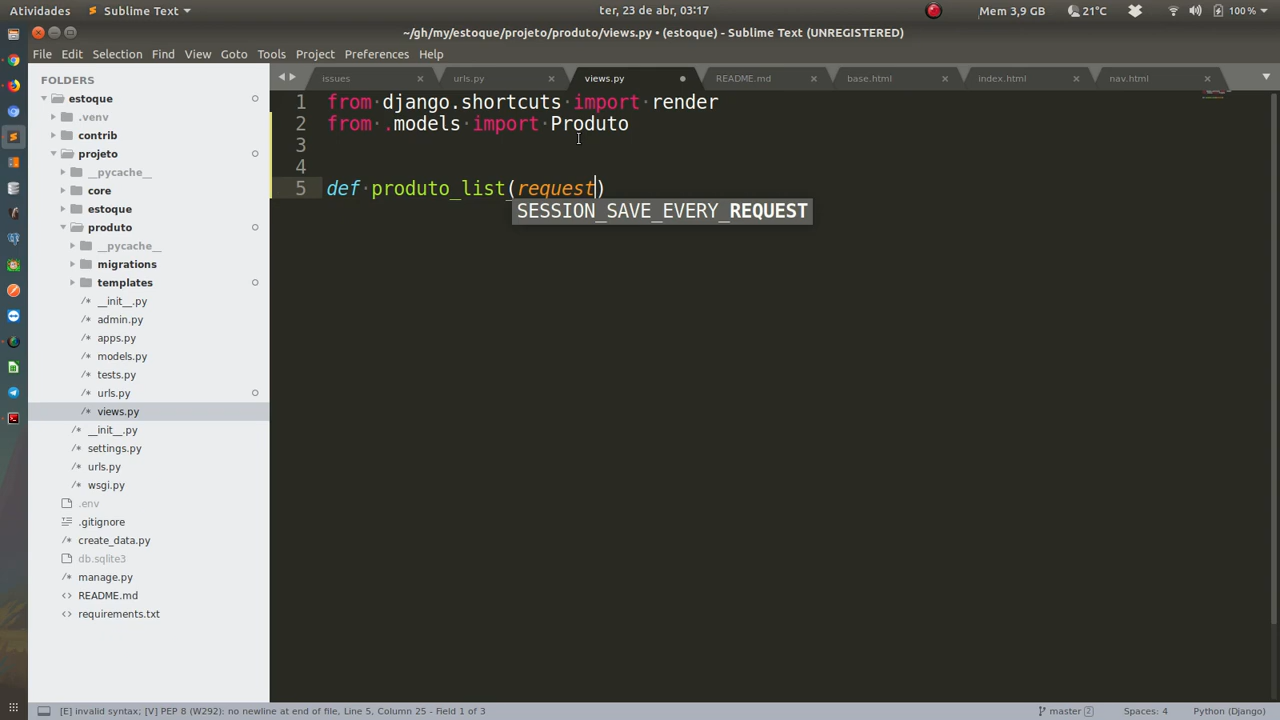 Atividades
Sublime Text
ter, 23 de abr, 03:17
Mem 3,9 GB
21°C
100 %
~/gh/my/estoque/projeto/produto/views.py • (estoque) - Sublime Text (UNREGISTERED)
File Edit Selection Find View Goto Tools Project Preferences Help
FOLDERS
estoque
.venv
contrib
projeto
__pycache__
core
estoque
produto
__pycache__
migrations
templates
__init__.py
admin.py
apps.py
models.py
tests.py
urls.py
views.py
__init__.py
settings.py
urls.py
wsgi.py
.env
.gitignore
create_data.py
db.sqlite3
manage.py
README.md
requirements.txt
issues
urls.py
views.py
README.md
base.html
index.html
nav.html
1 from django.shortcuts import render
2 from .models import Produto
3
4
5 def produto_list(request)
SESSION_SAVE_EVERY_REQUEST
[E] invalid syntax; [V] PEP 8 (W292): no newline at end of file, Line 5, Column 25 - Field 1 of 3
master 2
Spaces: 4
Python (Django)